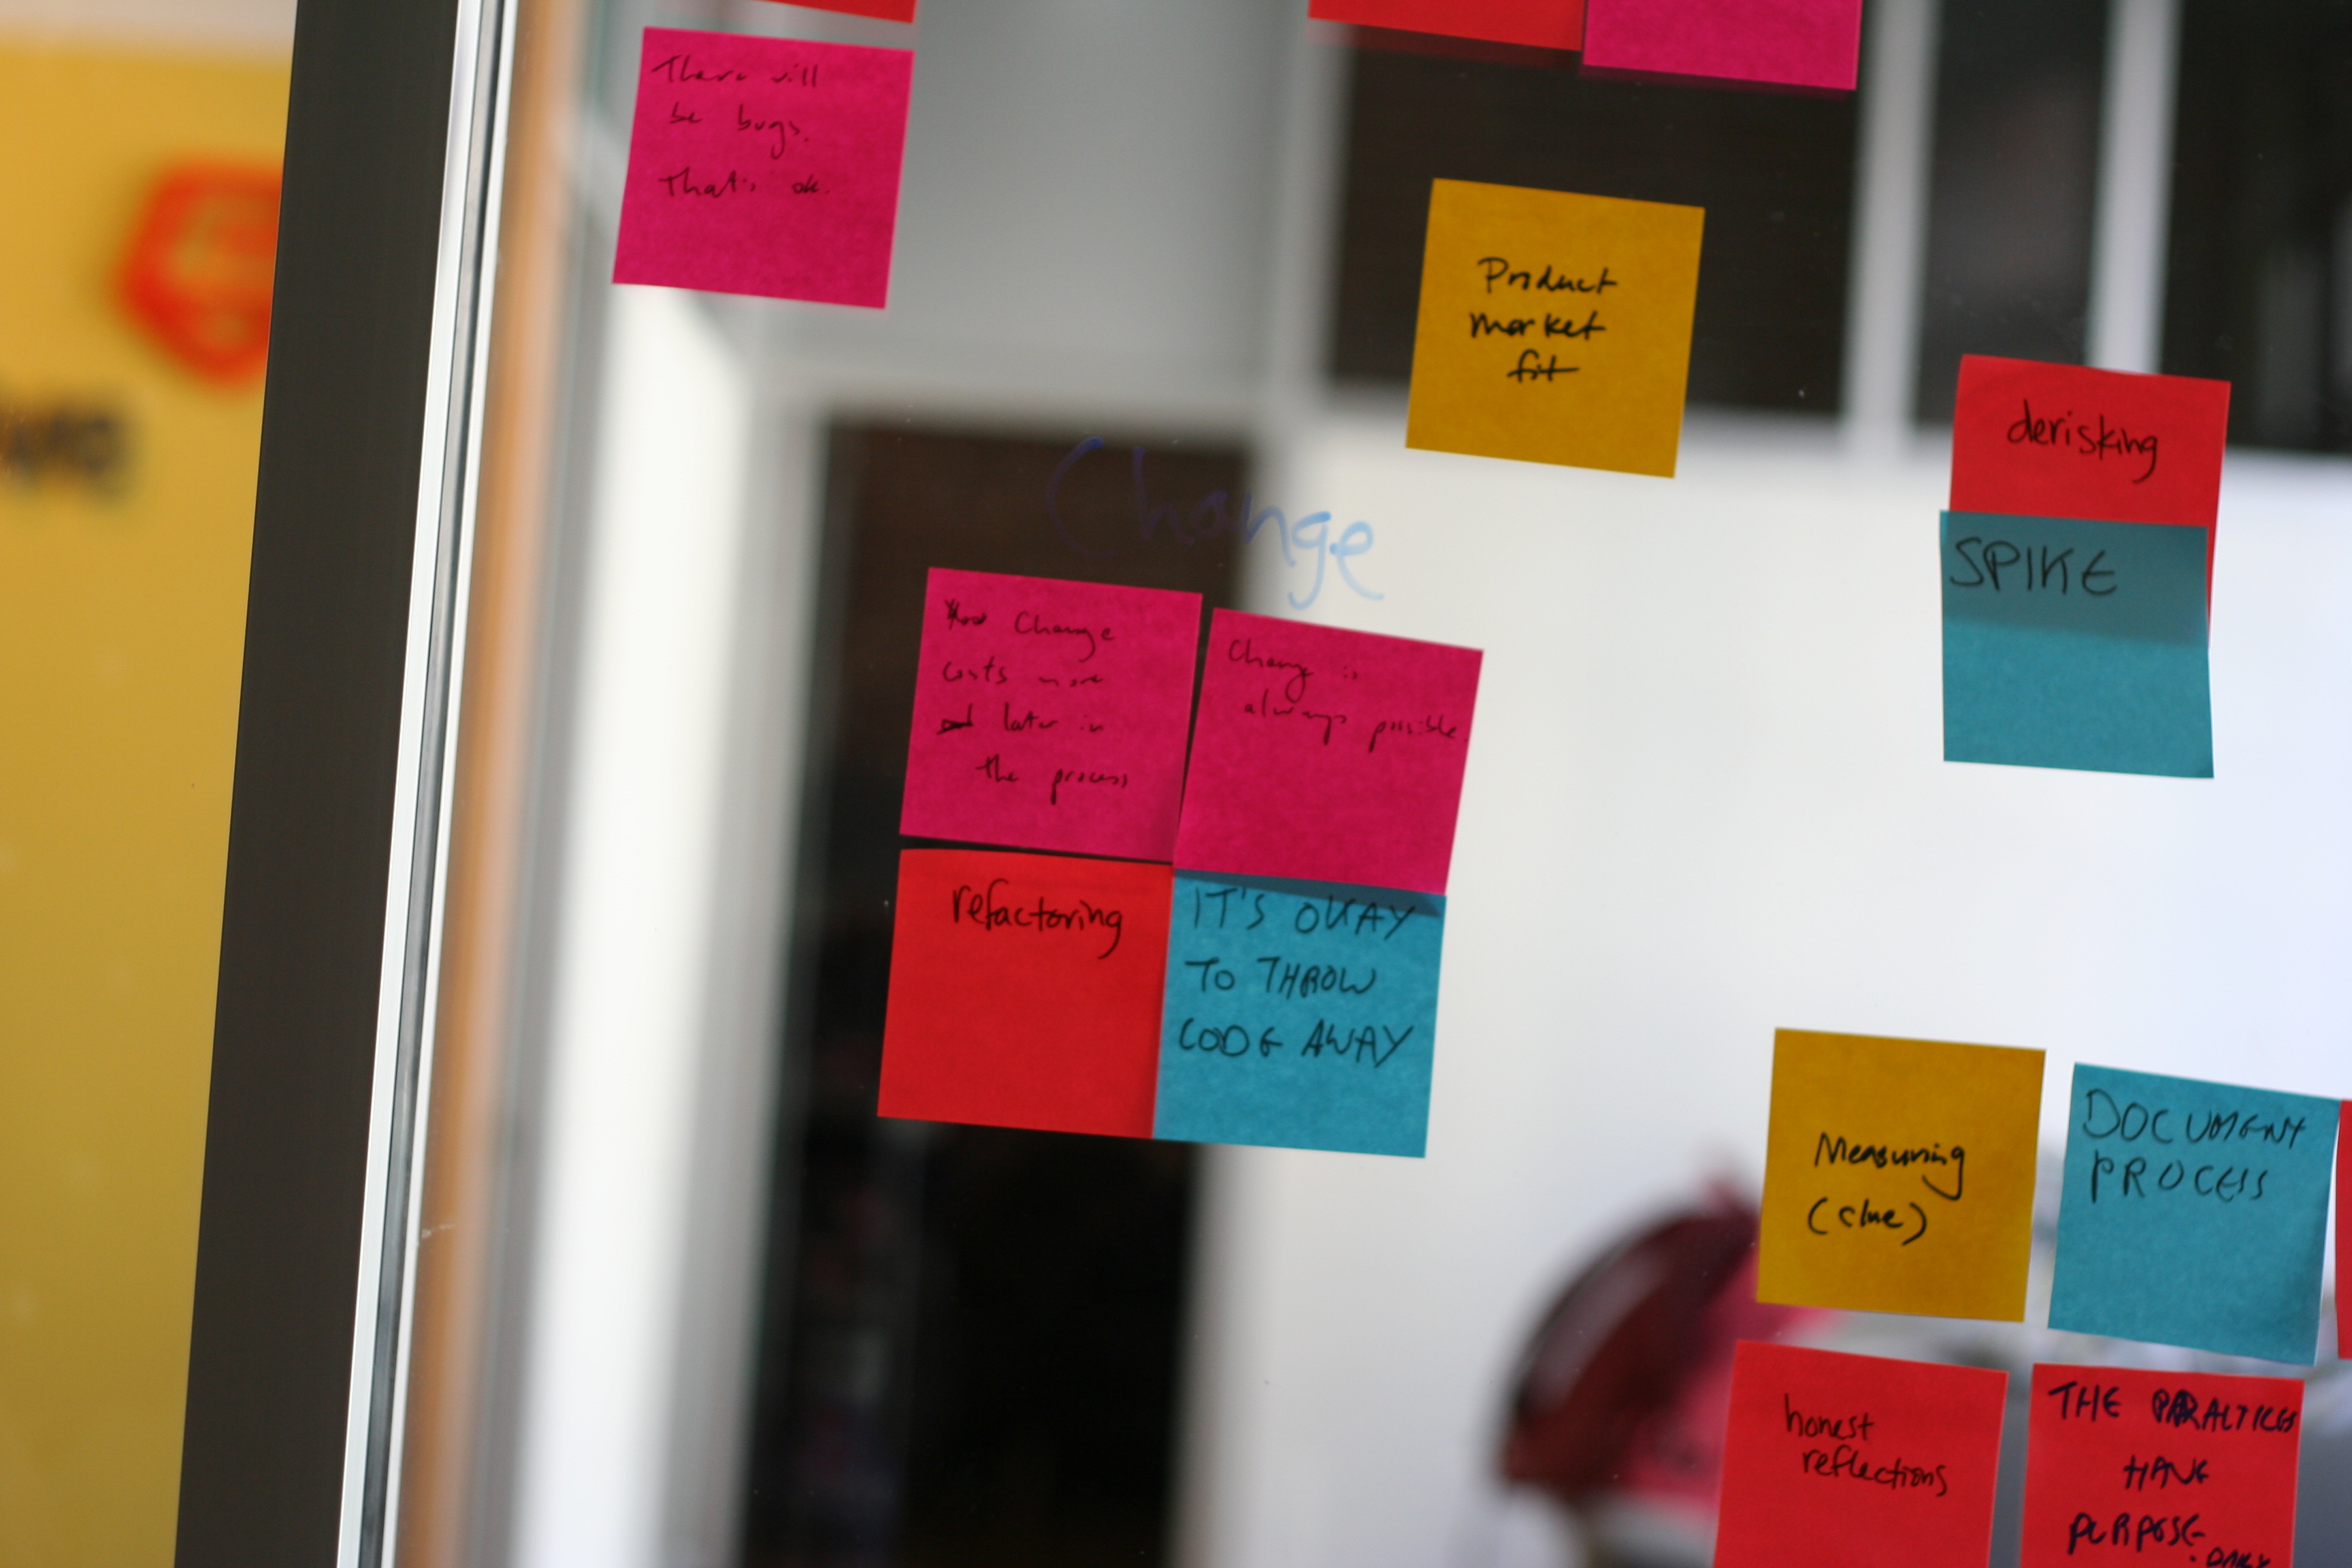 There will
be bugs.
That's ok.
Product
market
fit
derisking
SPIKE
Change
Change
costs more
later in
the process
Change is
always possible.
refactoring
IT'S OKAY
TO THROW
CODE AWAY
Measuring
(clue)
DOCUMENT
PROCESS
honest
reflections
THE PRACTICES
HAVE
PURPOSE.